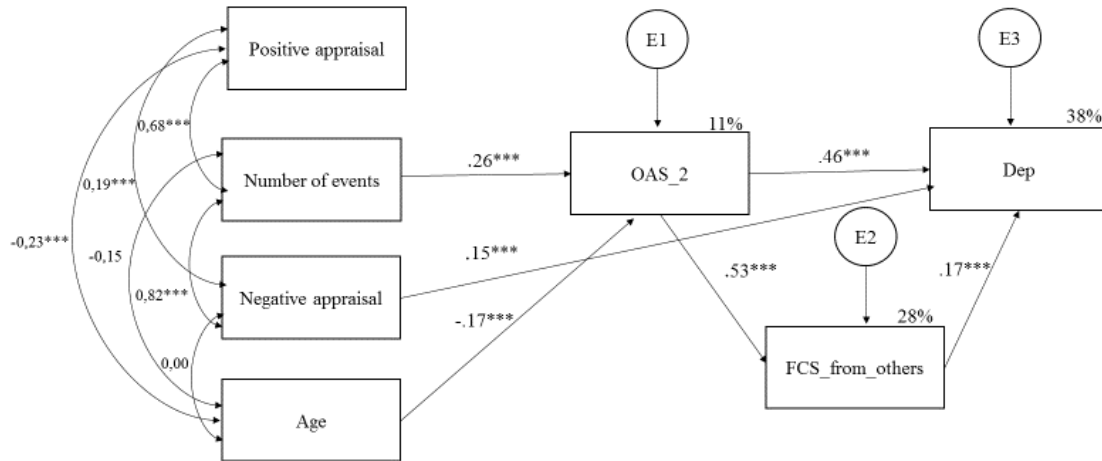 E1
E3
Positive appraisal
11%
38%
0,68***
.26***
.46***
Number of events
OAS_2
Dep
0,19***
E2
-0,23***
-0,15
.15***
.53***
.17***
Negative appraisal
0,82***
-.17***
28%
0,00
FCS_from_others
Age